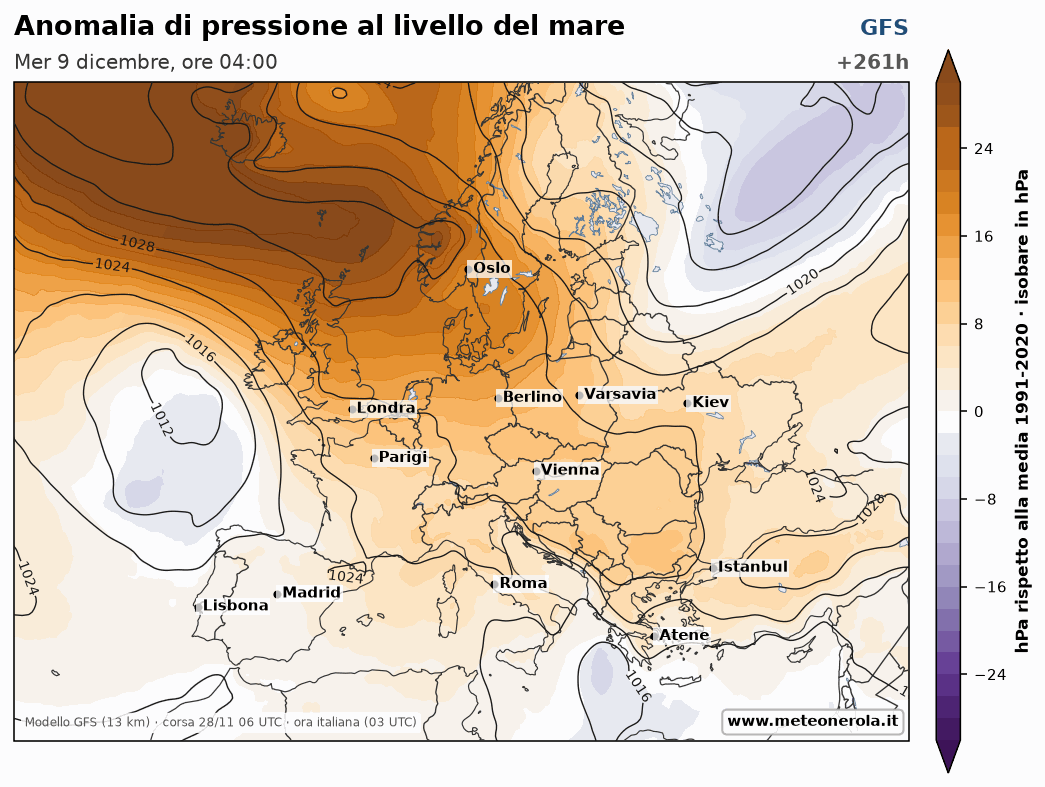 Anomalia di pressione al livello del mare
GFS
Mer 9 dicembre, ore 04:00
+261h
24
16
8
0
−8
−16
−24
hPa rispetto alla media 1991-2020 · isobare in hPa
1028
1024
1020
1016
1012
Oslo
Londra
Berlino
Varsavia
Kiev
Parigi
Vienna
1024
1028
1024
1024
Istanbul
Roma
Madrid
Lisbona
Atene
1016
Modello GFS (13 km) · corsa 28/11 06 UTC · ora italiana (03 UTC)
www.meteonerola.it